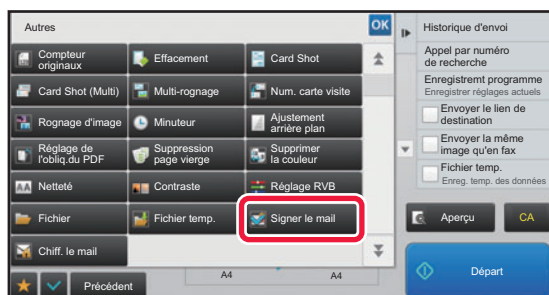 Autres
OK
Compteur
originaux
Effacement
Card Shot
Card Shot (Multi)
Multi-rognage
Num. carte visite
Rognage d'image
Minuteur
Ajustement
arrière plan
Réglage de
l'obliq.du PDF
Suppression
page vierge
Supprimer
la couleur
Netteté
Contraste
Réglage RVB
Fichier
Fichier temp.
Signer le mail
Chiff. le mail
Précédent
A4
A4
Historique d'envoi
Appel par numéro
de recherche
Enregistremt programme
Enregistrer réglages actuels
Envoyer le lien de
destination
Envoyer la même
image qu'en fax
Fichier temp.
Enreg. temp. des données
Aperçu
CA
Départ